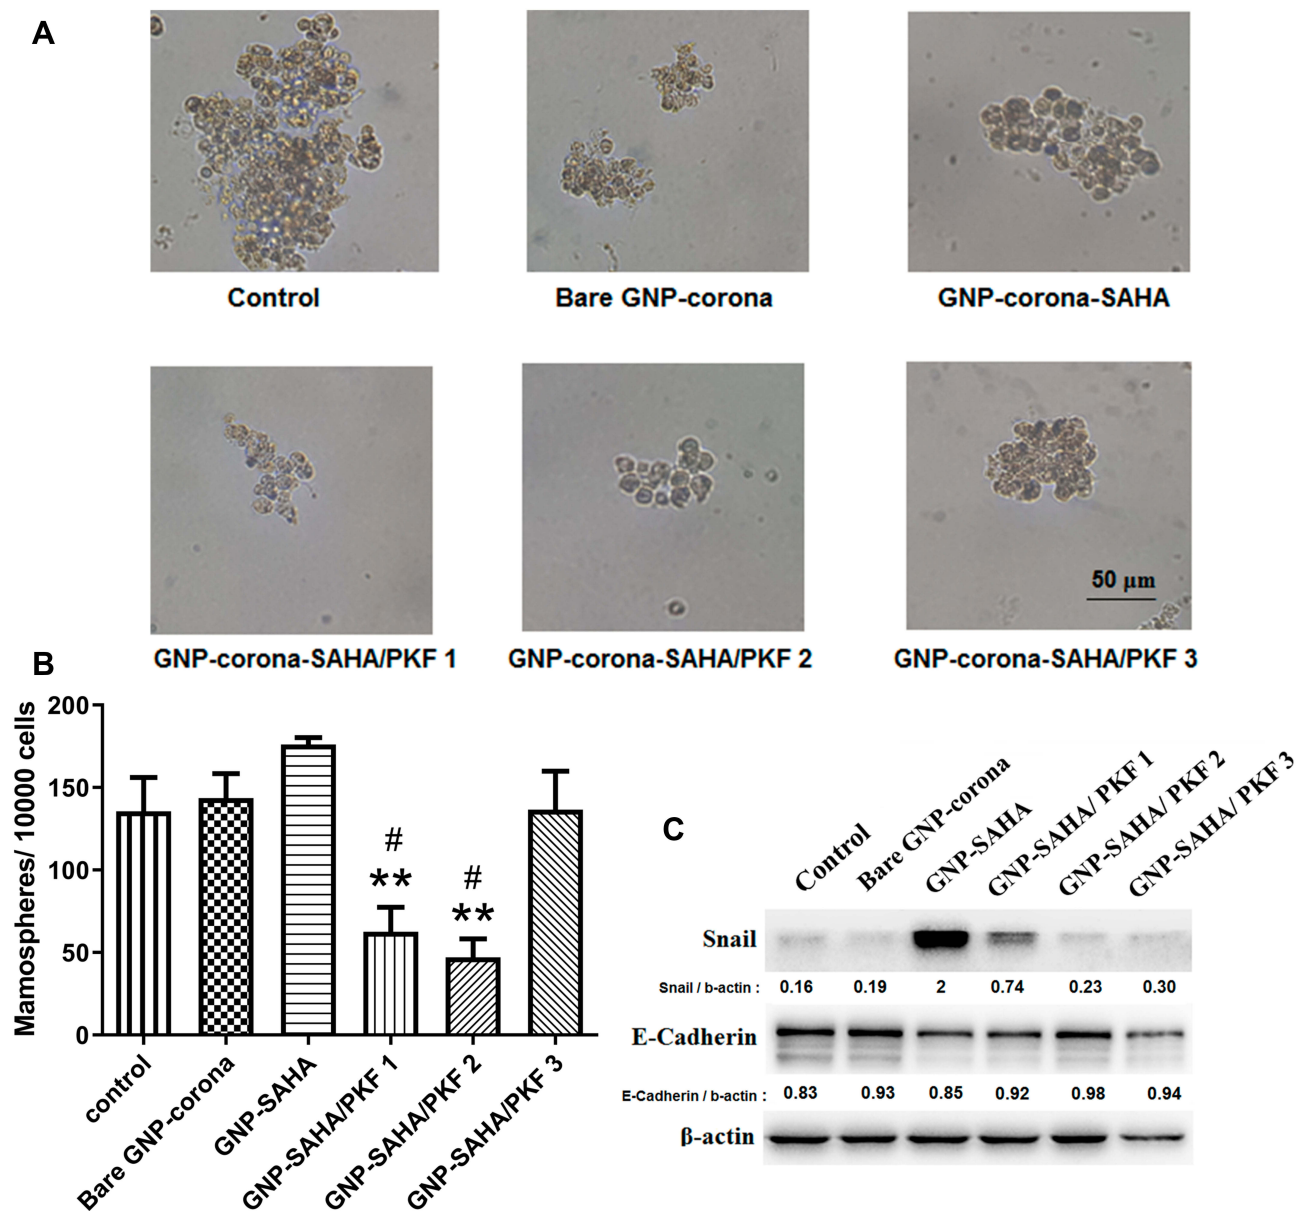 A
Control
Bare GNP-corona
GNP-corona-SAHA
50 µm
GNP-corona-SAHA/PKF 1
GNP-corona-SAHA/PKF 2
GNP-corona-SAHA/PKF 3
B
Mamospheres/ 10000 cells
200
150
100
50
0
#
**
#
**
control
Bare GNP-corona
GNP-SAHA
GNP-SAHA/PKF 1
GNP-SAHA/PKF 2
GNP-SAHA/PKF 3
C
Control
Bare GNP-corona
GNP-SAHA
GNP-SAHA/ PKF 1
GNP-SAHA/ PKF 2
GNP-SAHA/ PKF 3
Snail
Snail / b-actin : 0.16 0.19 2 0.74 0.23 0.30
E-Cadherin
E-Cadherin / b-actin : 0.83 0.93 0.85 0.92 0.98 0.94
β-actin